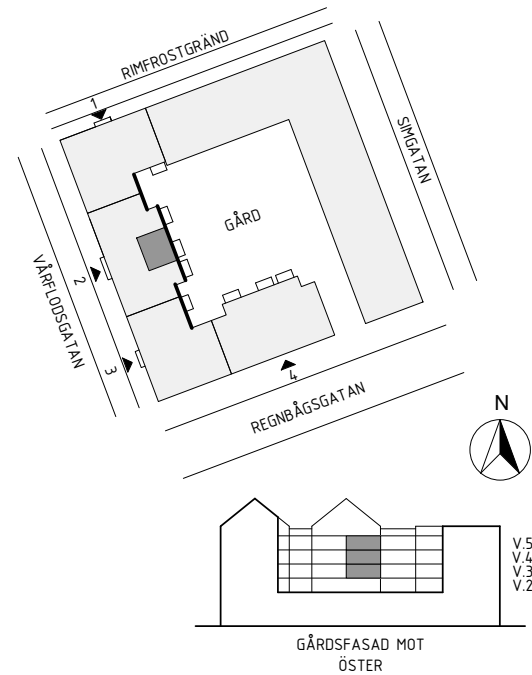 RIMFROSTGRÄND
1
SIMGATAN
GÅRD
2
VÅRFLODSGATAN
3
4
REGNBÅGSGATAN
N
V.5
V.4
V.3
V.2
GÅRDSFASAD MOT
ÖSTER